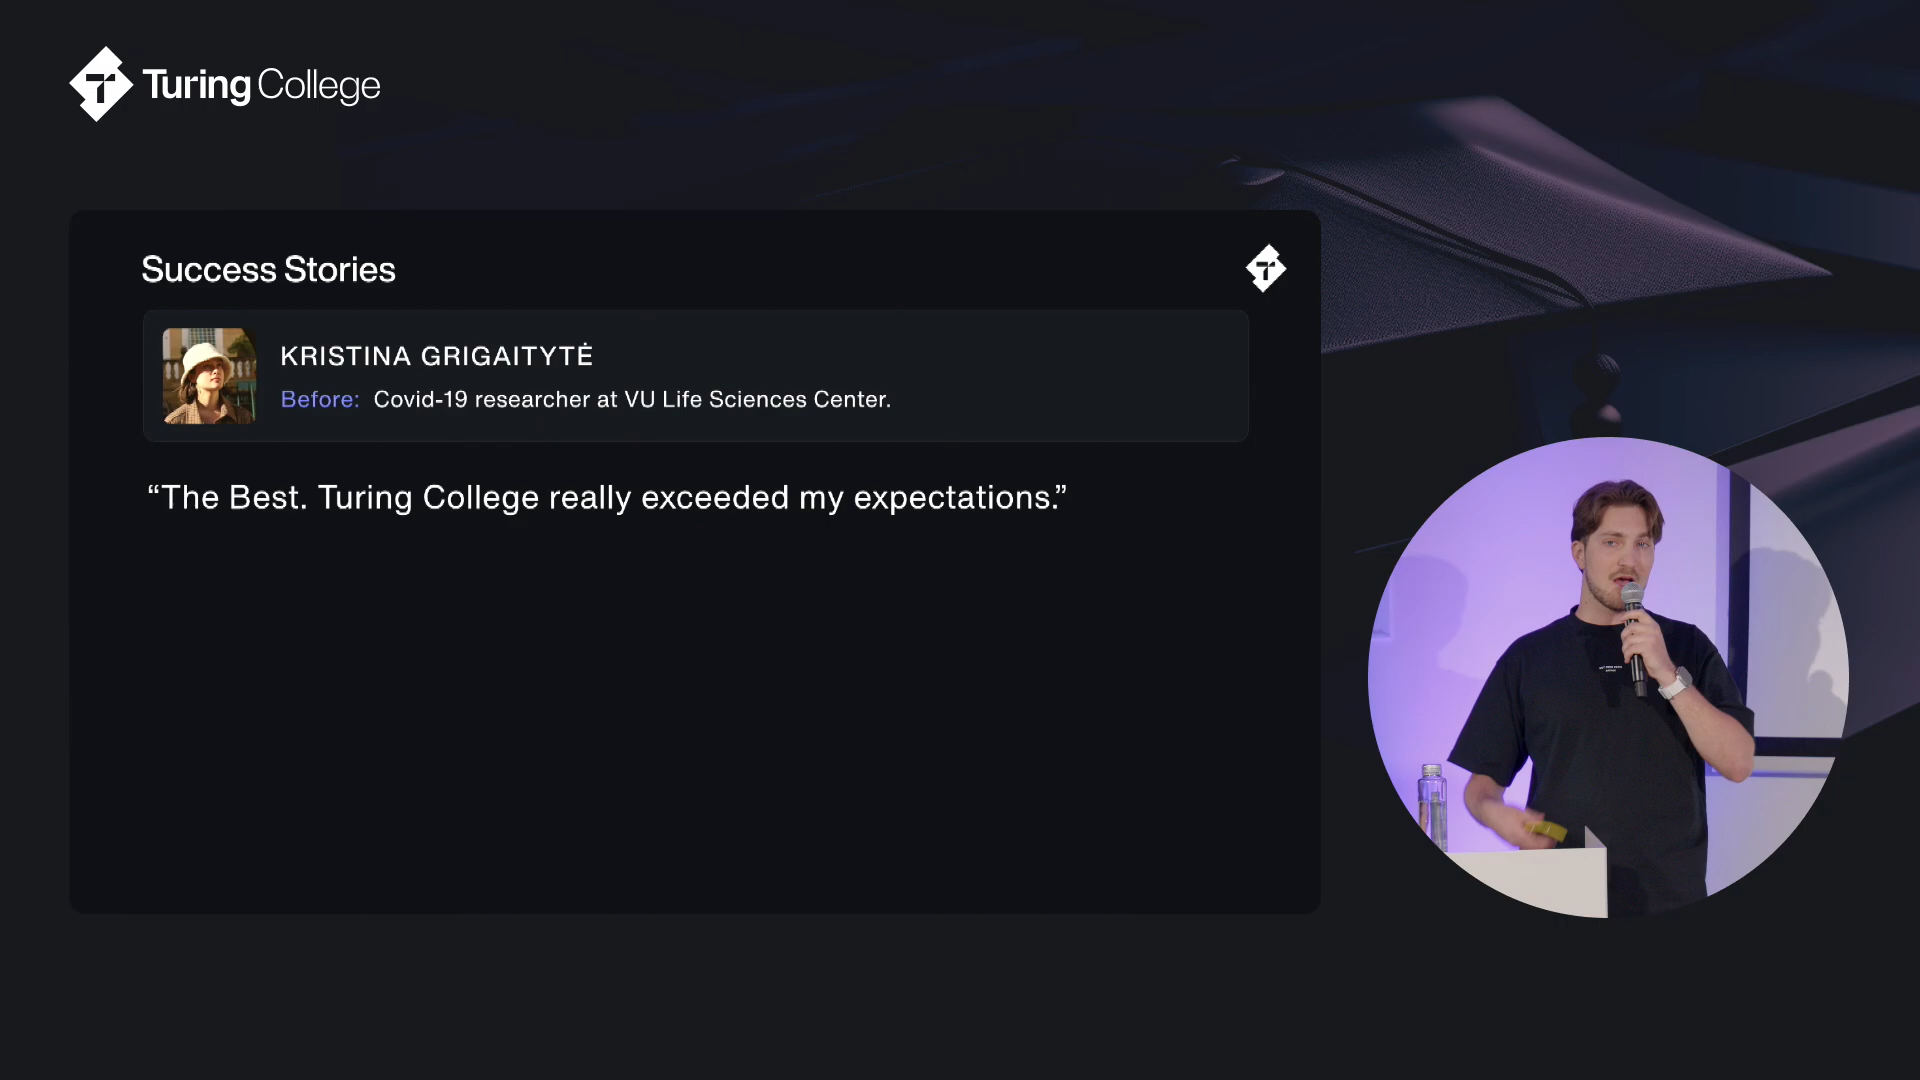 Turing College
Success Stories
KRISTINA GRIGAITYTĖ
Before: Covid-19 researcher at VU Life Sciences Center.
“The Best. Turing College really exceeded my expectations.”